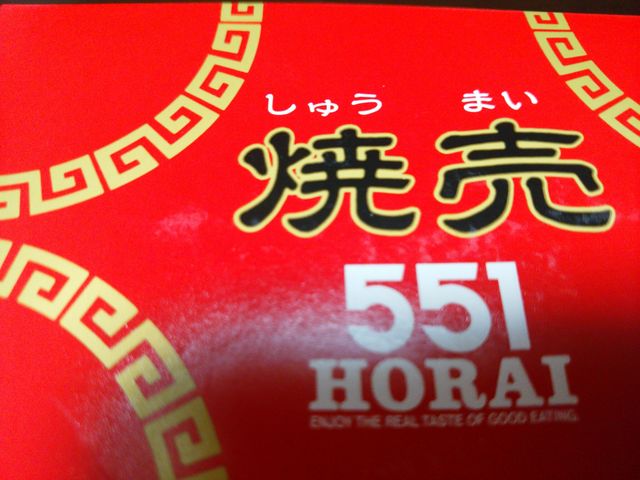 しゅう まい
焼売
551
HORAI
ENJOY THE REAL TASTE OF GOOD EATING.